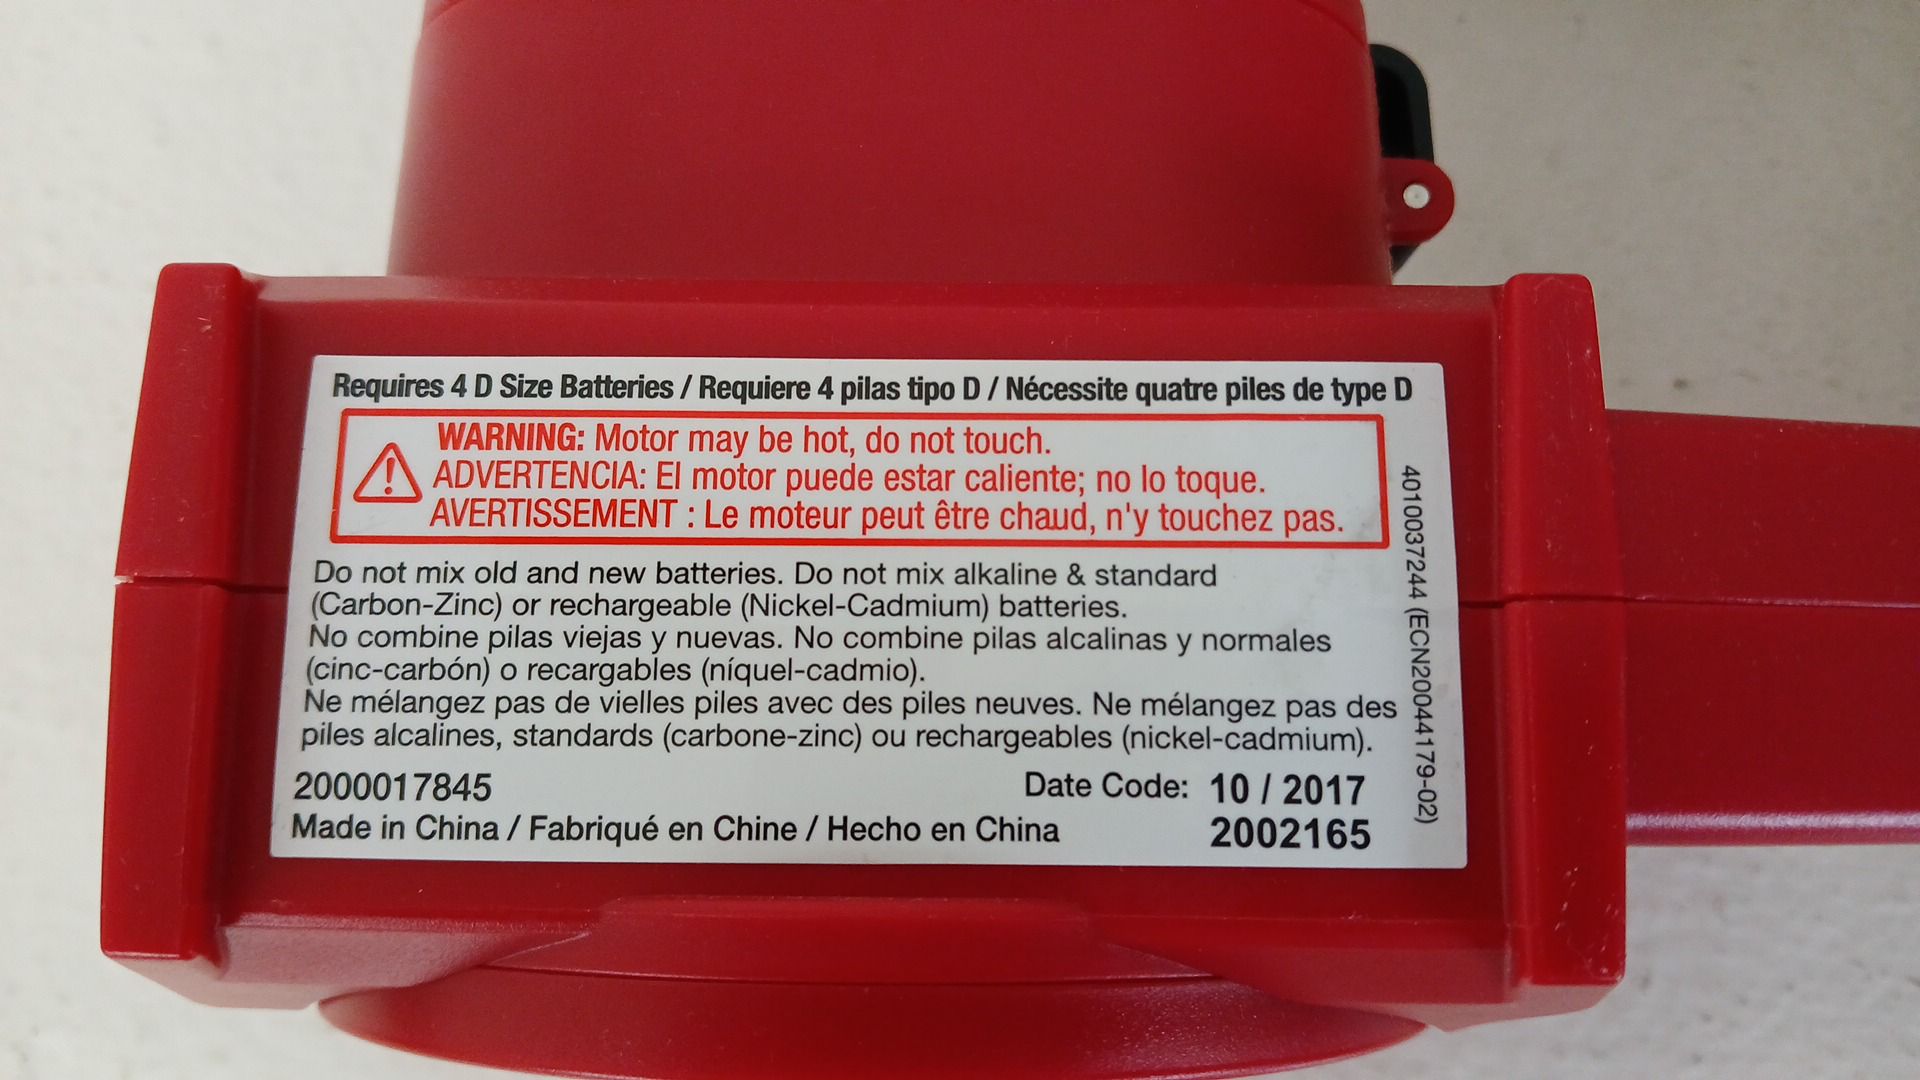 Requires 4 D Size Batteries / Requiere 4 pilas tipo D / Nécessite quatre piles de type D
WARNING: Motor may be hot, do not touch.
ADVERTENCIA: El motor puede estar caliente; no lo toque.
AVERTISSEMENT : Le moteur peut être chaud, n'y touchez pas.
Do not mix old and new batteries. Do not mix alkaline & standard
(Carbon-Zinc) or rechargeable (Nickel-Cadmium) batteries.
No combine pilas viejas y nuevas. No combine pilas alcalinas y normales
(cinc-carbón) o recargables (níquel-cadmio).
Ne mélangez pas de vielles piles avec des piles neuves. Ne mélangez pas des
piles alcalines, standards (carbone-zinc) ou rechargeables (nickel-cadmium).
2000017845 Date Code: 10 / 2017
Made in China / Fabriqué en Chine / Hecho en China 2002165
4010037244 (ECN20044179-02)